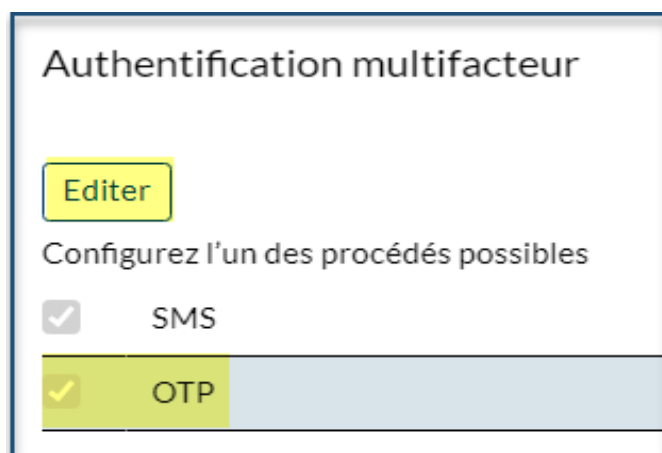 Authentification multifacteur
Editer
Configurez l’un des procédés possibles
SMS
OTP